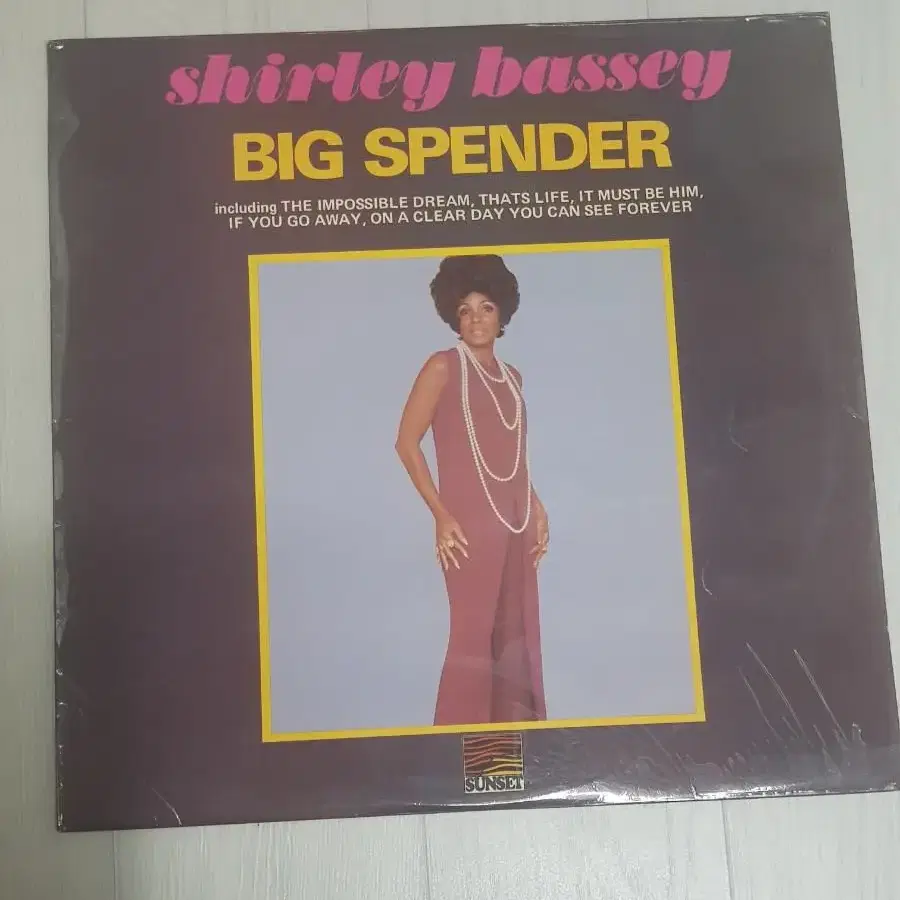 shirley bassey
BIG SPENDER
including THE IMPOSSIBLE DREAM, THATS LIFE, IT MUST BE HIM,
IF YOU GO AWAY, ON A CLEAR DAY YOU CAN SEE FOREVER
SUNSET